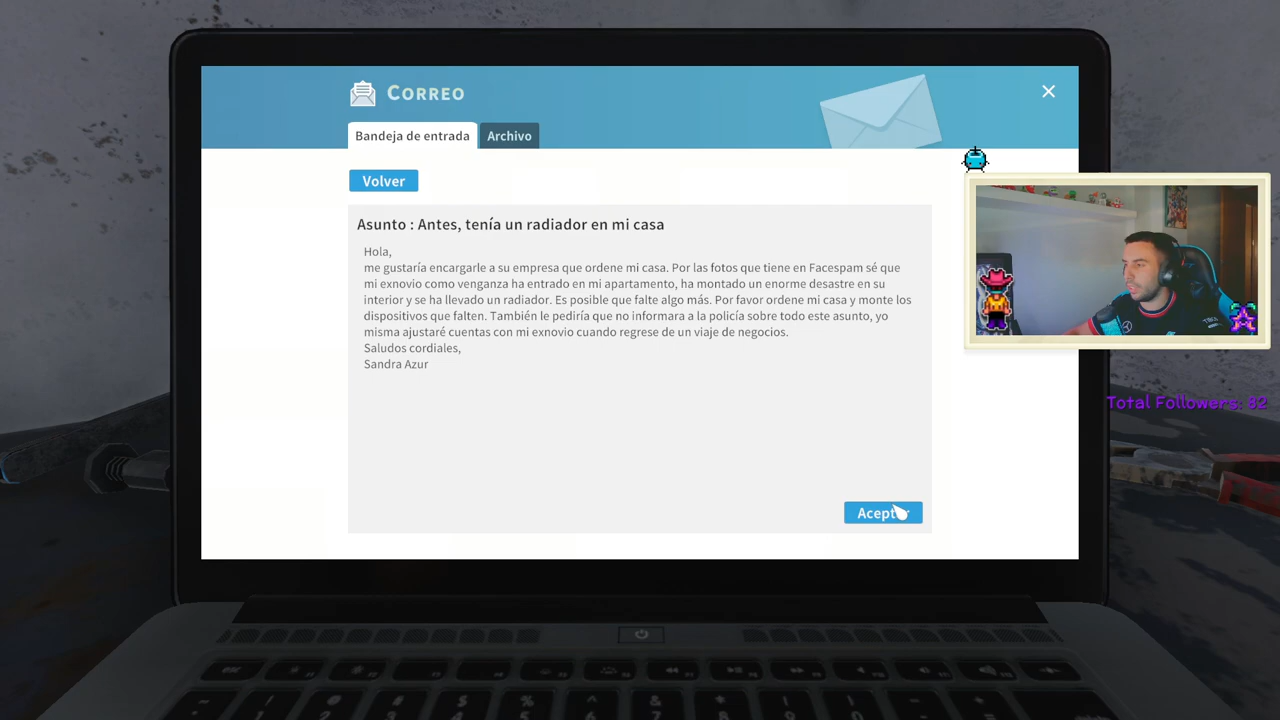 CORREO
Bandeja de entrada
Archivo
Volver
Asunto : Antes, tenía un radiador en mi casa
Hola,
me gustaría encargarle a su empresa que ordene mi casa. Por las fotos que tiene en Facespam sé que
mi exnovio como venganza ha entrado en mi apartamento, ha montado un enorme desastre en su
interior y se ha llevado un radiador. Es posible que falte algo más. Por favor ordene mi casa y monte los
dispositivos que falten. También le pediría que no informara a la policía sobre todo este asunto, yo
misma ajustaré cuentas con mi exnovio cuando regrese de un viaje de negocios.
Saludos cordiales,
Sandra Azur
Aceptar
Total Followers: 82